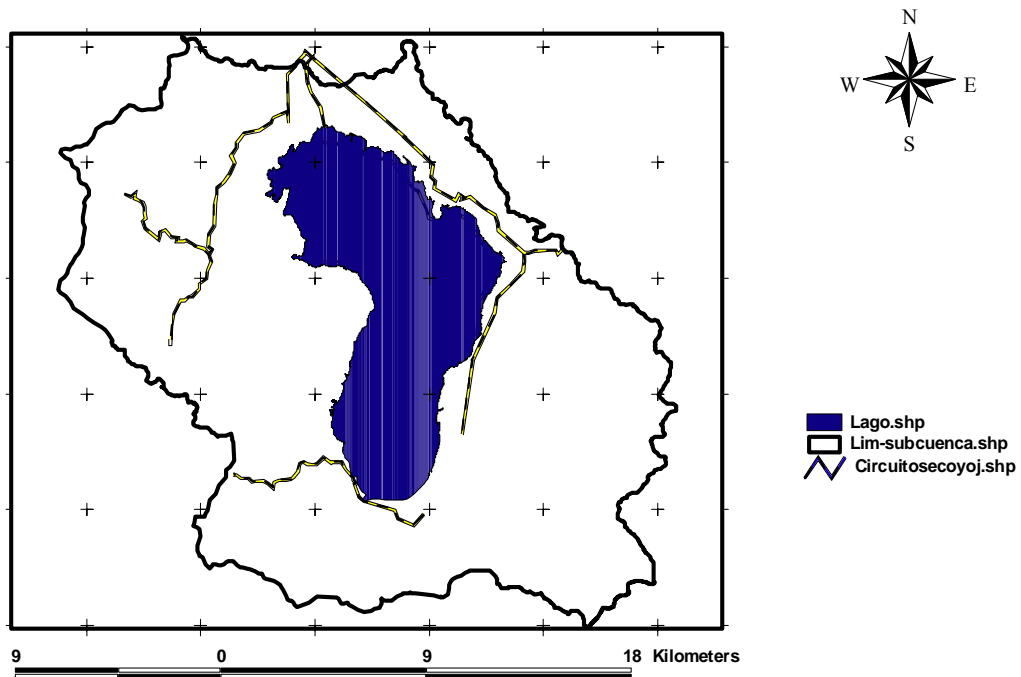 N
W E
S
Lago.shp
Lim-subcuenca.shp
Circuitosecoyoj.shp
9 0 9 18 Kilometers